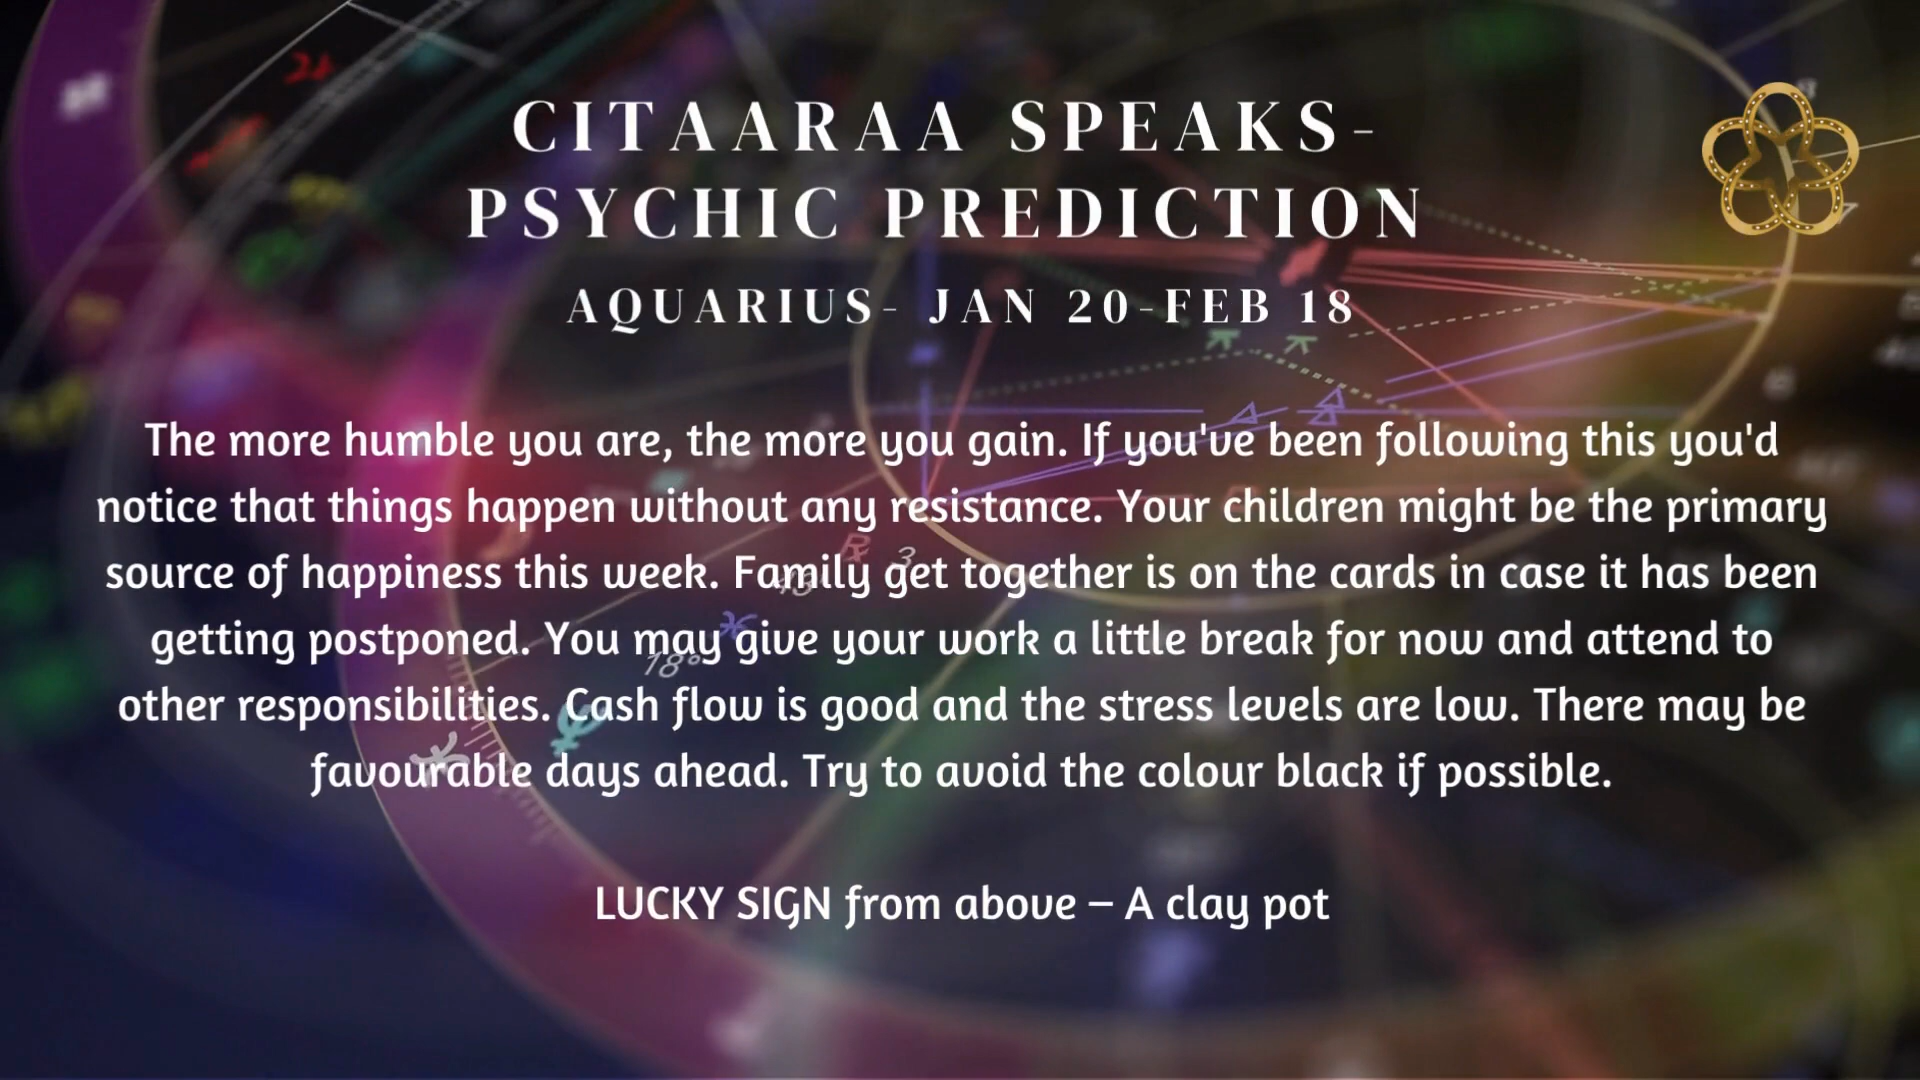 CITAARAA SPEAKS-
PSYCHIC PREDICTION
AQUARIUS- JAN 20-FEB 18
The more humble you are, the more you gain. If you've been following this you'd
notice that things happen without any resistance. Your children might be the primary
source of happiness this week. Family get together is on the cards in case it has been
getting postponed. You may give your work a little break for now and attend to
other responsibilities. Cash flow is good and the stress levels are low. There may be
favourable days ahead. Try to avoid the colour black if possible.
LUCKY SIGN from above – A clay pot